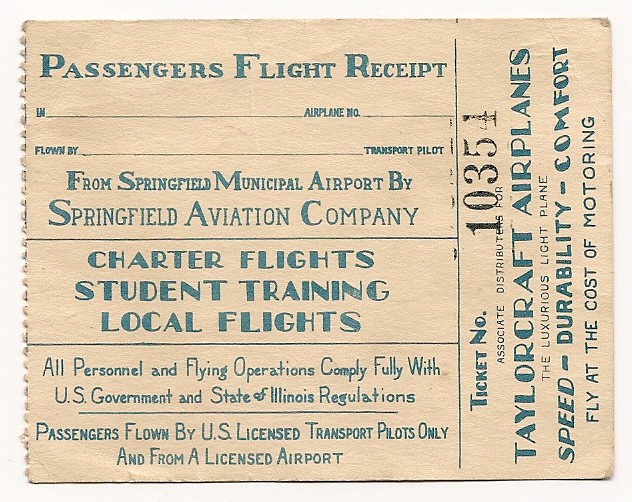 PASSENGERS FLIGHT RECEIPT
IN AIRPLANE NO.
FLOWN BY TRANSPORT PILOT
FROM SPRINGFIELD MUNICIPAL AIRPORT BY
SPRINGFIELD AVIATION COMPANY
CHARTER FLIGHTS
STUDENT TRAINING
LOCAL FLIGHTS
All Personnel and Flying Operations Comply Fully With
U.S. Government and State of Illinois Regulations
PASSENGERS FLOWN BY U.S. LICENSED TRANSPORT PILOTS ONLY
AND FROM A LICENSED AIRPORT
TICKET NO. 10351
ASSOCIATE DISTRIBUTERS FOR
TAYLORCRAFT AIRPLANES
THE LUXURIOUS LIGHT PLANE
SPEED - DURABILITY - COMFORT
FLY AT THE COST OF MOTORING